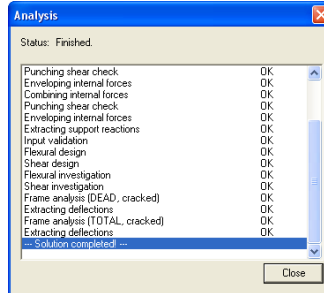 Analysis
Status: Finished.
Punching shear check OK
Enveloping internal forces OK
Combining internal forces OK
Punching shear check OK
Enveloping internal forces OK
Extracting support reactions OK
Input validation OK
Flexural design OK
Shear design OK
Flexural investigation OK
Shear investigation OK
Frame analysis (DEAD, cracked) OK
Extracting deflections OK
Frame analysis (TOTAL, cracked) OK
Extracting deflections OK
--- Solution completed! ---
Close